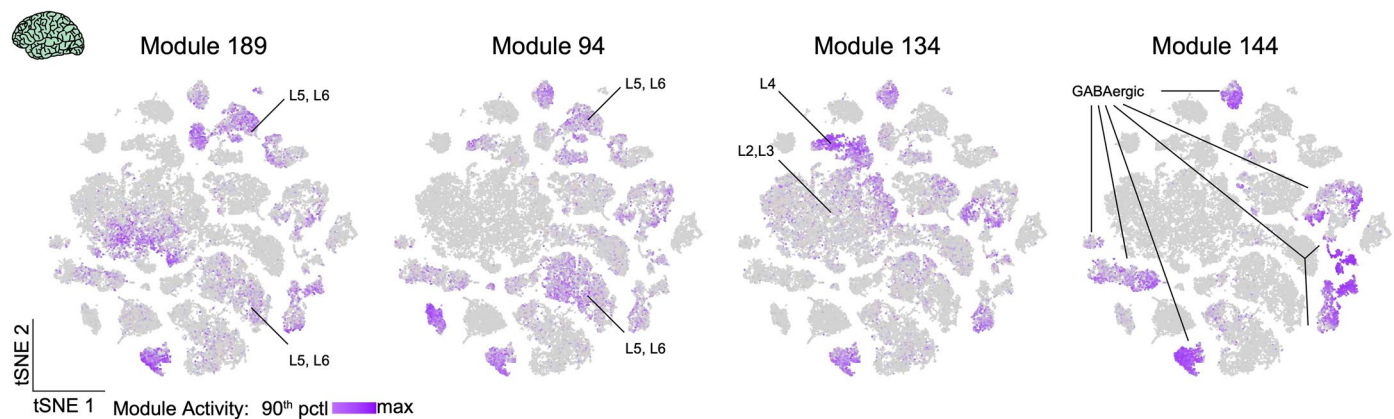 Module 189
Module 94
Module 134
Module 144
L5, L6
L5, L6
L4
L2,L3
GABAergic
L5, L6
L5, L6
tSNE 2
tSNE 1
Module Activity: 90th pctl max